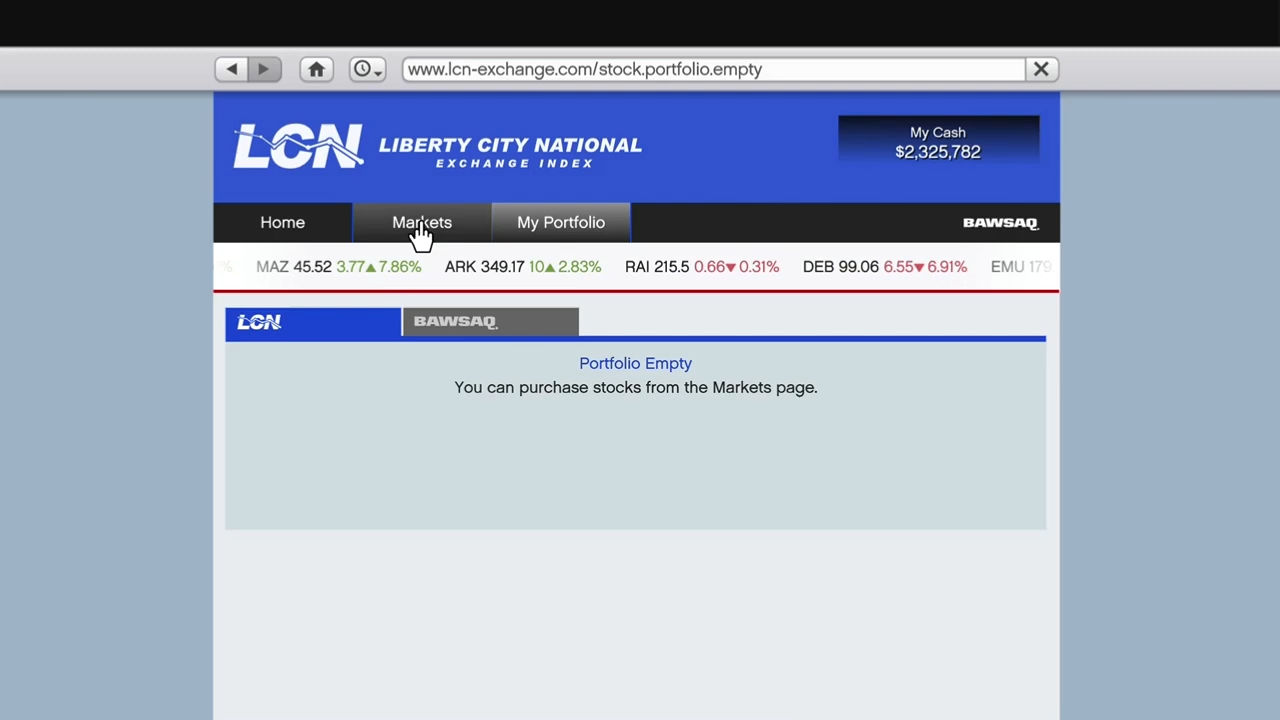 www.lcn-exchange.com/stock.portfolio.empty
LCN LIBERTY CITY NATIONAL
EXCHANGE INDEX
My Cash
$2,325,782
Home Markets My Portfolio BAWSAQ
% MAZ 45.52 3.77▲7.86% ARK 349.17 10▲2.83% RAI 215.5 0.66▼0.31% DEB 99.06 6.55▼6.91% EMU 179
LCN BAWSAQ
Portfolio Empty
You can purchase stocks from the Markets page.